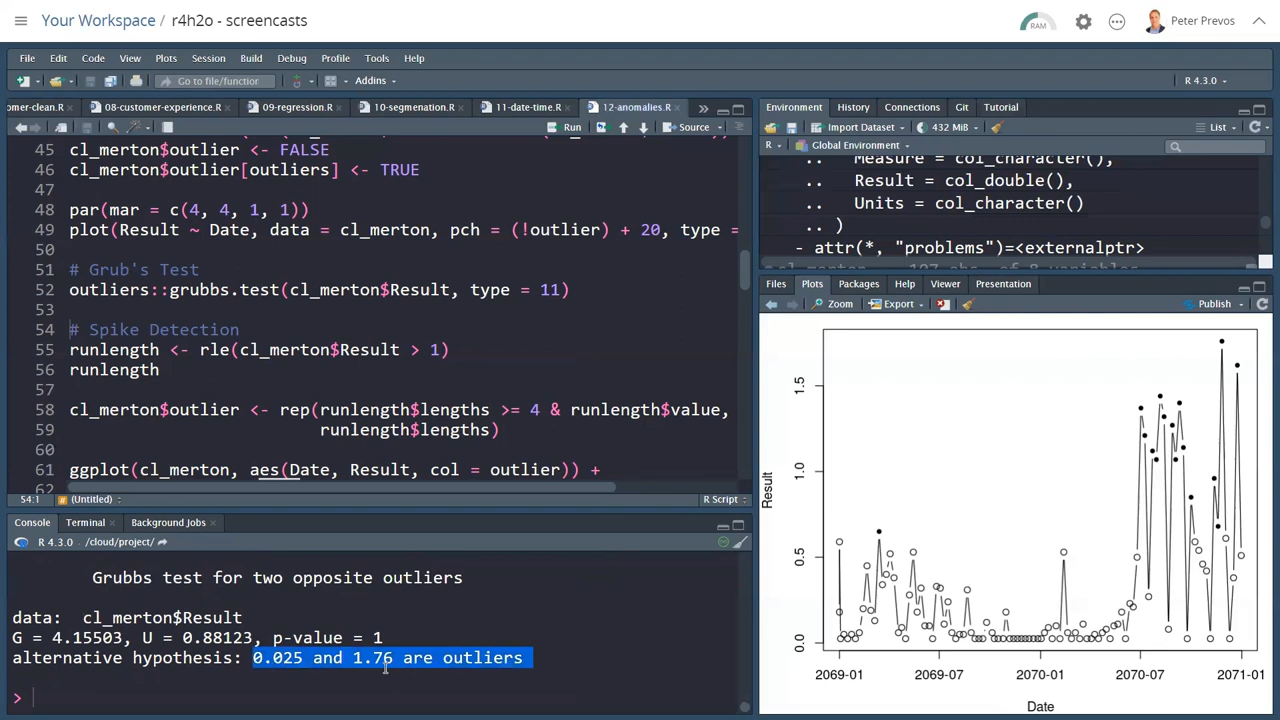 Your Workspace / r4h2o - screencasts
RAM
Peter Prevos
File Edit Code View Plots Session Build Debug Profile Tools Help
Go to file/function
Addins
R 4.3.0
omer-clean.R
08-customer-experience.R
09-regression.R
10-segmenation.R
11-date-time.R
12-anomalies.R
Run
Source
45 cl_merton$outlier <- FALSE
46 cl_merton$outlier[outliers] <- TRUE
47
48 par(mar = c(4, 4, 1, 1))
49 plot(Result ~ Date, data = cl_merton, pch = (!outlier) + 20, type =
50
51 # Grub's Test
52 outliers::grubbs.test(cl_merton$Result, type = 11)
53
54 # Spike Detection
55 runlength <- rle(cl_merton$Result > 1)
56 runlength
57
58 cl_merton$outlier <- rep(runlength$lengths >= 4 & runlength$value,
59 runlength$lengths)
60
61 ggplot(cl_merton, aes(Date, Result, col = outlier)) +
62
54:1 # (Untitled) R Script
Console Terminal Background Jobs
R 4.3.0 · /cloud/project/
Grubbs test for two opposite outliers
data: cl_merton$Result
G = 4.15503, U = 0.88123, p-value = 1
alternative hypothesis: 0.025 and 1.76 are outliers
>
Environment History Connections Git Tutorial
Import Dataset 432 MiB List
R Global Environment
.. Measure = col_character(),
.. Result = col_double(),
.. Units = col_character()
.. )
- attr(*, "problems")=<externalptr>
Files Plots Packages Help Viewer Presentation
Zoom Export Publish
Result
1.5
1.0
0.5
0.0
2069-01 2069-07 2070-01 2070-07 2071-01
Date